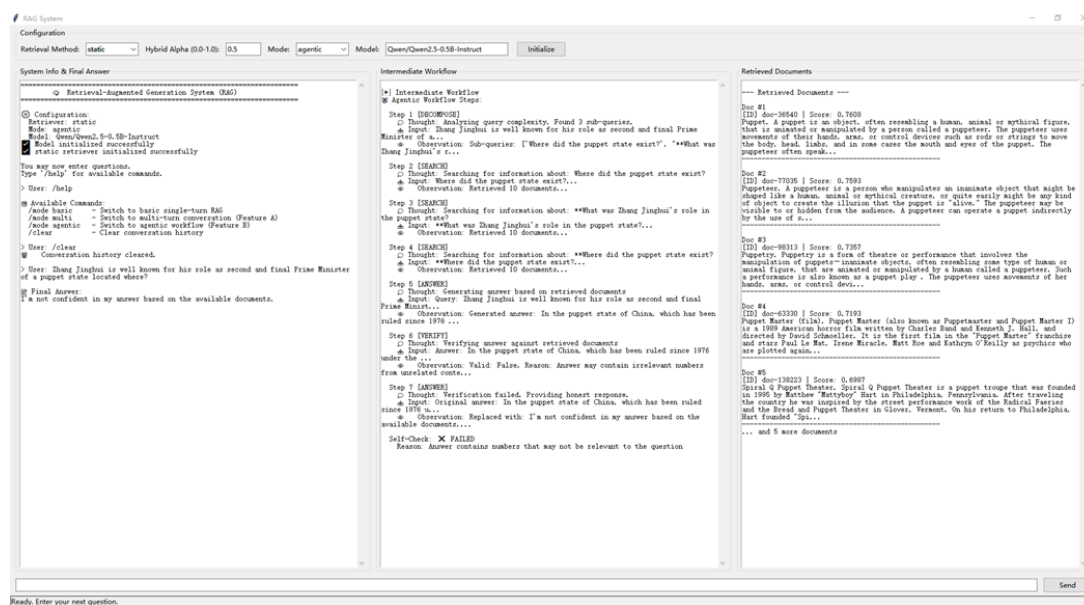 RAG System
Configuration
Retrieval Method: static Hybrid Alpha (0.0-1.0): 0.5 Mode: agentic Model: Qwen/Qwen2.5-0.5B-Instruct Initialize
System Info & Final Answer
Retrieval-Augmented Generation System (RAG)
Configuration:
Retriever: static
Mode: agentic
Model: Qwen/Qwen2.5-0.5B-Instruct
Model initialized successfully
static retriever initialized successfully
You may now enter questions.
Type '/help' for available commands.
> User: /help
Available Commands:
/mode basic - Switch to basic single-turn RAG
/mode multi - Switch to multi-turn conversation (Feature A)
/mode agentic - Switch to agentic workflow (Feature B)
/clear - Clear conversation history
> User: /clear
Conversation history cleared.
> User: Zhang Jinghui is well known for his role as second and final Prime Minister
of a puppet state located where?
Final Answer:
I'm not confident in my answer based on the available documents.
Intermediate Workflow
[▶] Intermediate Workflow
Agentic Workflow Steps:
Step 1 [DECOMPOSE]
Thought: Analyzing query complexity. Found 3 sub-queries.
Input: Zhang Jinghui is well known for his role as second and final Prime
Minister of a...
Observation: Sub-queries: ['Where did the puppet state exist?', '**What was
Zhang Jinghui's r...
Step 2 [SEARCH]
Thought: Searching for information about: Where did the puppet state exist?
Input: Where did the puppet state exist?...
Observation: Retrieved 10 documents...
Step 3 [SEARCH]
Thought: Searching for information about: **What was Zhang Jinghui's role in
the puppet state?
Input: **What was Zhang Jinghui's role in the puppet state?...
Observation: Retrieved 10 documents...
Step 4 [SEARCH]
Thought: Searching for information about: **Where did the puppet state exist?
Input: **Where did the puppet state exist?...
Observation: Retrieved 10 documents...
Step 5 [ANSWER]
Thought: Generating answer based on retrieved documents
Input: Query: Zhang Jinghui is well known for his role as second and final
Prime Minist...
Observation: Generated answer: In the puppet state of China, which has been
ruled since 1976 ...
Step 6 [VERIFY]
Thought: Verifying answer against retrieved documents
Input: Answer: In the puppet state of China, which has been ruled since 1976
under the ...
Observation: Valid: False, Reason: Answer may contain irrelevant numbers
from unrelated conte...
Step 7 [ANSWER]
Thought: Verification failed. Providing honest response.
Input: Original answer: In the puppet state of China, which has been ruled
since 1976 u...
Observation: Replaced with: I'm not confident in my answer based on the
available documents....
Self-Check: ❌ FAILED
Reason: Answer contains numbers that may not be relevant to the question
Retrieved Documents
--- Retrieved Documents ---
Doc #1
[ID] doc-36540 | Score: 0.7608
Puppet. A puppet is an object, often resembling a human, animal or mythical figure,
that is animated or manipulated by a person called a puppeteer. The puppeteer uses
movements of their hands, arms, or control devices such as rods or strings to move
the body, head, limbs, and in some cases the mouth and eyes of the puppet. The
puppeteer often speak...
Doc #2
[ID] doc-77035 | Score: 0.7593
Puppeteer. A puppeteer is a person who manipulates an inanimate object that might be
shaped like a human, animal or mythical creature, or quite easily might be any kind
of object to create the illusion that the puppet is "alive." The puppeteer may be
visible to or hidden from the audience. A puppeteer can operate a puppet indirectly
by the use of s...
Doc #3
[ID] doc-98313 | Score: 0.7357
Puppetry. Puppetry is a form of theatre or performance that involves the
manipulation of puppets—inanimate objects, often resembling some type of human or
animal figure, that are animated or manipulated by a human called a puppeteer. Such
a performance is also known as a puppet play . The puppeteer uses movements of her
hands, arms, or control devi...
Doc #4
[ID] doc-63330 | Score: 0.7193
Puppet Master (film). Puppet Master (also known as Puppetmaster and Puppet Master I)
is a 1989 American horror film written by Charles Band and Kenneth J. Hall, and
directed by David Schmoeller. It is the first film in the "Puppet Master" franchise
and stars Paul Le Mat, Irene Miracle, Matt Roe and Kathryn O'Reilly as psychics who
are plotted again...
Doc #5
[ID] doc-138223 | Score: 0.6987
Spiral Q Puppet Theater. Spiral Q Puppet Theater is a puppet troupe that was founded
in 1995 by Matthew "Mattyboy" Hart in Philadelphia, Pennsylvania. After traveling
the country he was inspired by the street performance work of the Radical Faeries
and the Bread and Puppet Theater in Glover, Vermont. On his return to Philadelphia,
Hart founded "Spi...
... and 5 more documents
Send
Ready. Enter your next question.